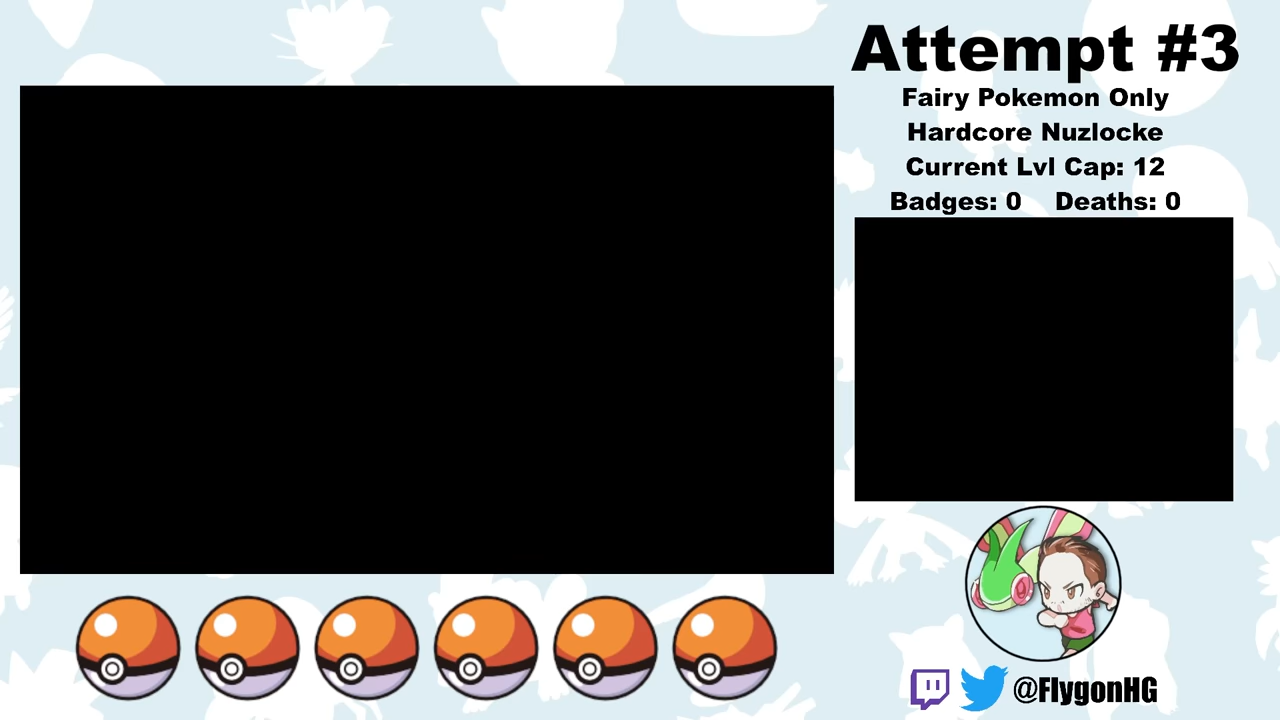 Attempt #3
Fairy Pokemon Only
Hardcore Nuzlocke
Current Lvl Cap: 12
Badges: 0 Deaths: 0
@FlygonHG